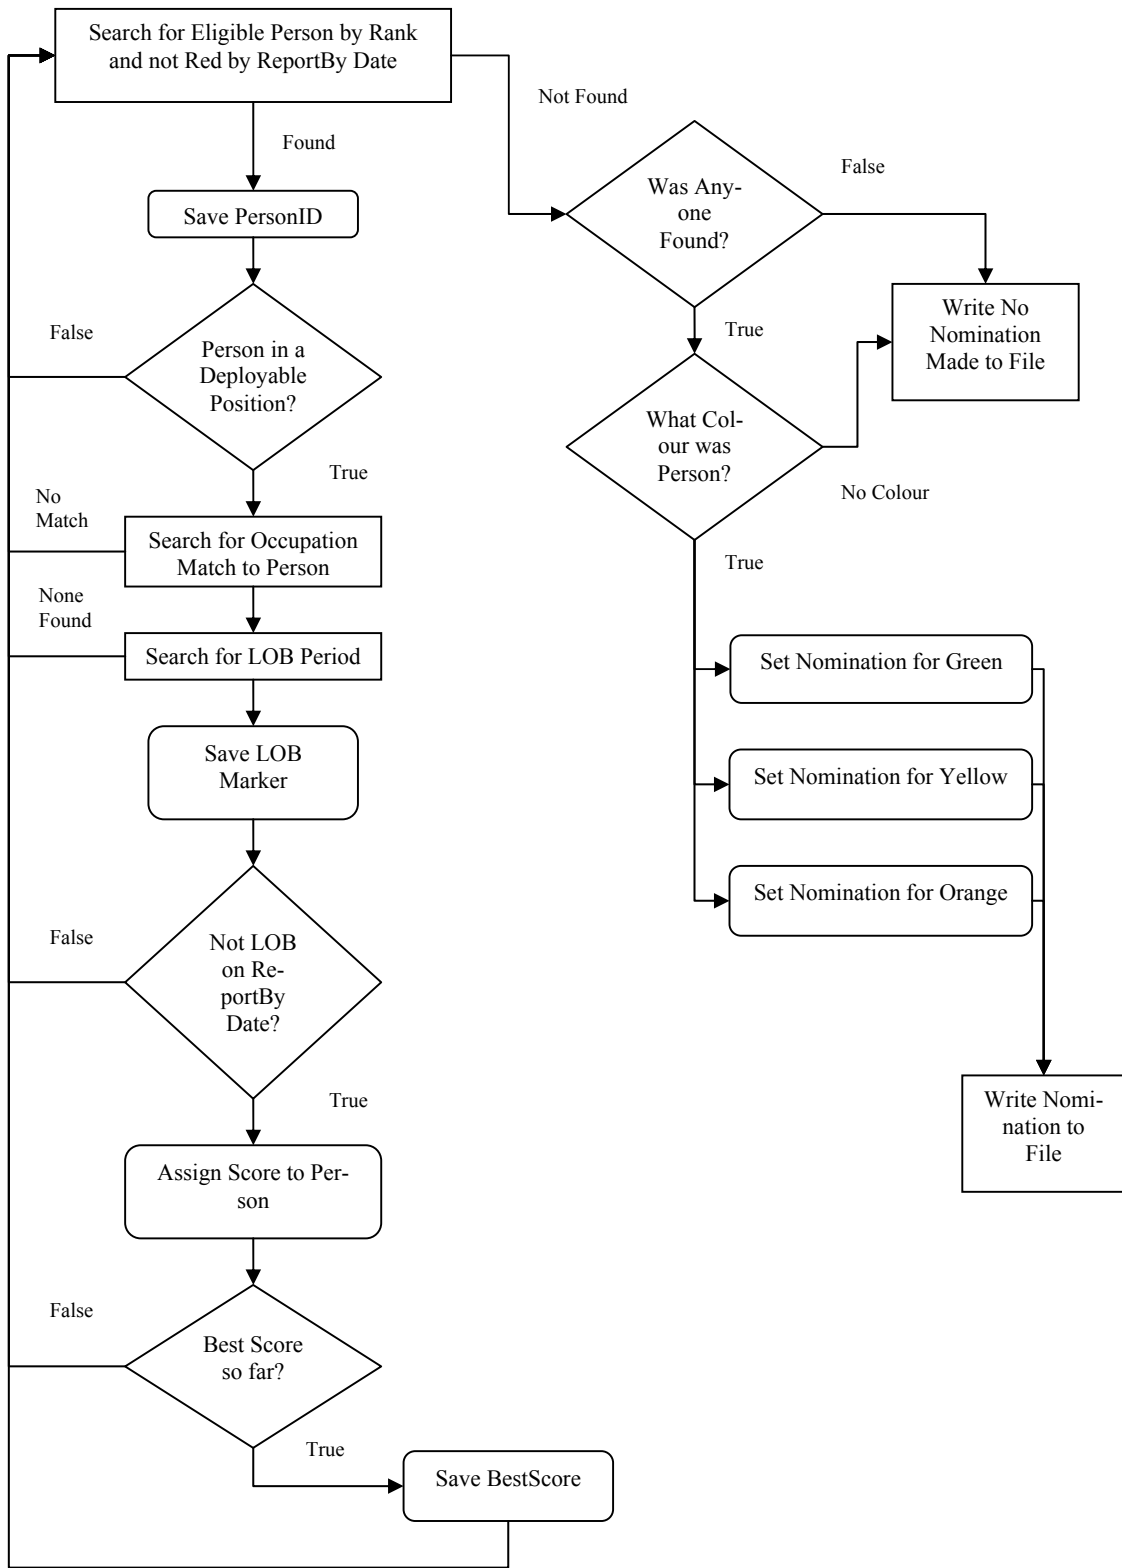 Search for Eligible Person by Rank
and not Red by ReportBy Date
Not Found
Found
Save PersonID
False
Person in a
Deployable
Position?
True
No
Match
Search for Occupation
Match to Person
None
Found
Search for LOB Period
Save LOB
Marker
False
Not LOB
on Re-
portBy
Date?
True
Assign Score to Per-
son
False
Best Score
so far?
True
Save BestScore
Was Any-
one
Found?
False
True
Write No
Nomination
Made to File
What Col-
our was
Person?
No Colour
True
Set Nomination for Green
Set Nomination for Yellow
Set Nomination for Orange
Write Nomi-
nation to
File